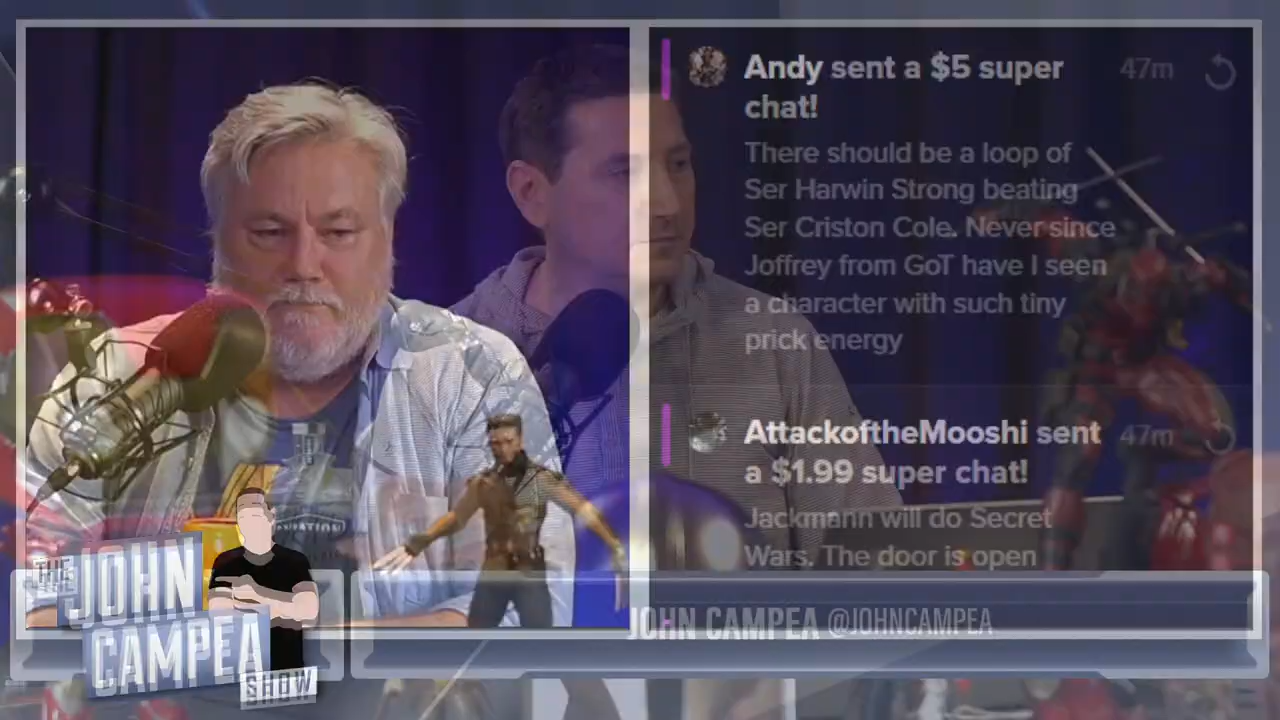 Andy sent a $5 super
chat!
47m
There should be a loop of
Ser Harwin Strong beating
Ser Criston Cole. Never since
Joffrey from GoT have I seen
a character with such tiny
prick energy
AttackoftheMooshi sent
a $1.99 super chat!
47m
Jackmann will do Secret
Wars. The door is open
JOHN CAMPEA @JOHNCAMPEA
THE
JOHN
CAMPEA
SHOW